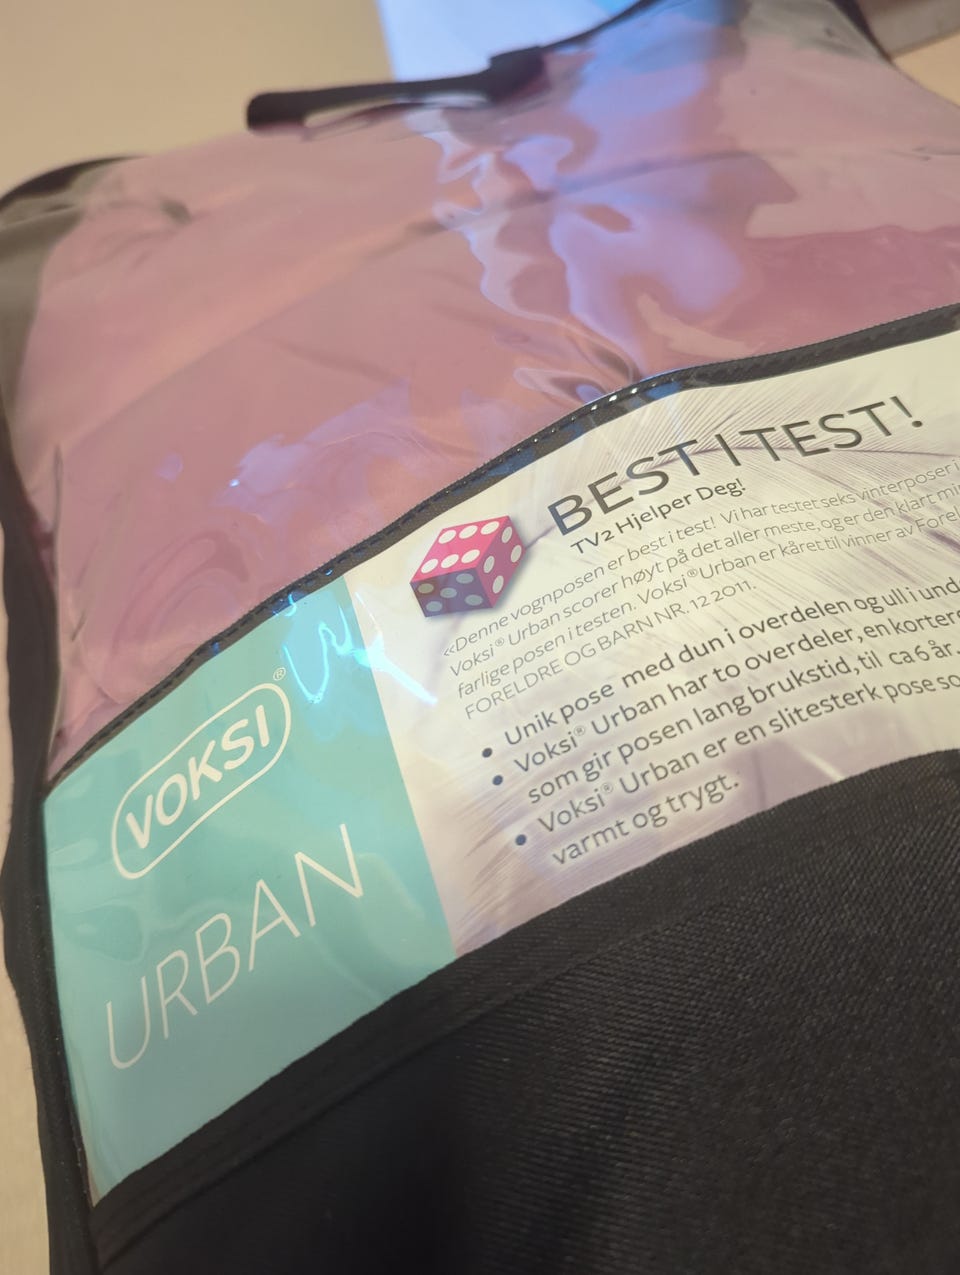 BEST I TEST!
TV2 Hjelper Deg!
«Denne vognposen er best i test! Vi har testet seks vinterposer i
Voksi® Urban scorer høyt på det aller meste, og er den klart
farlige posen i testen. Voksi® Urban er kåret til vinner av
FORELDRE OG BARN NR. 12 2011.
• Unik pose med dun i overdelen og ull i
• Voksi® Urban har to overdeler, en
som gir posen lang brukstid, til ca 6 år.
• Voksi® Urban er en slitesterk pose
varmt og trygt.
VOKSI®
URBAN